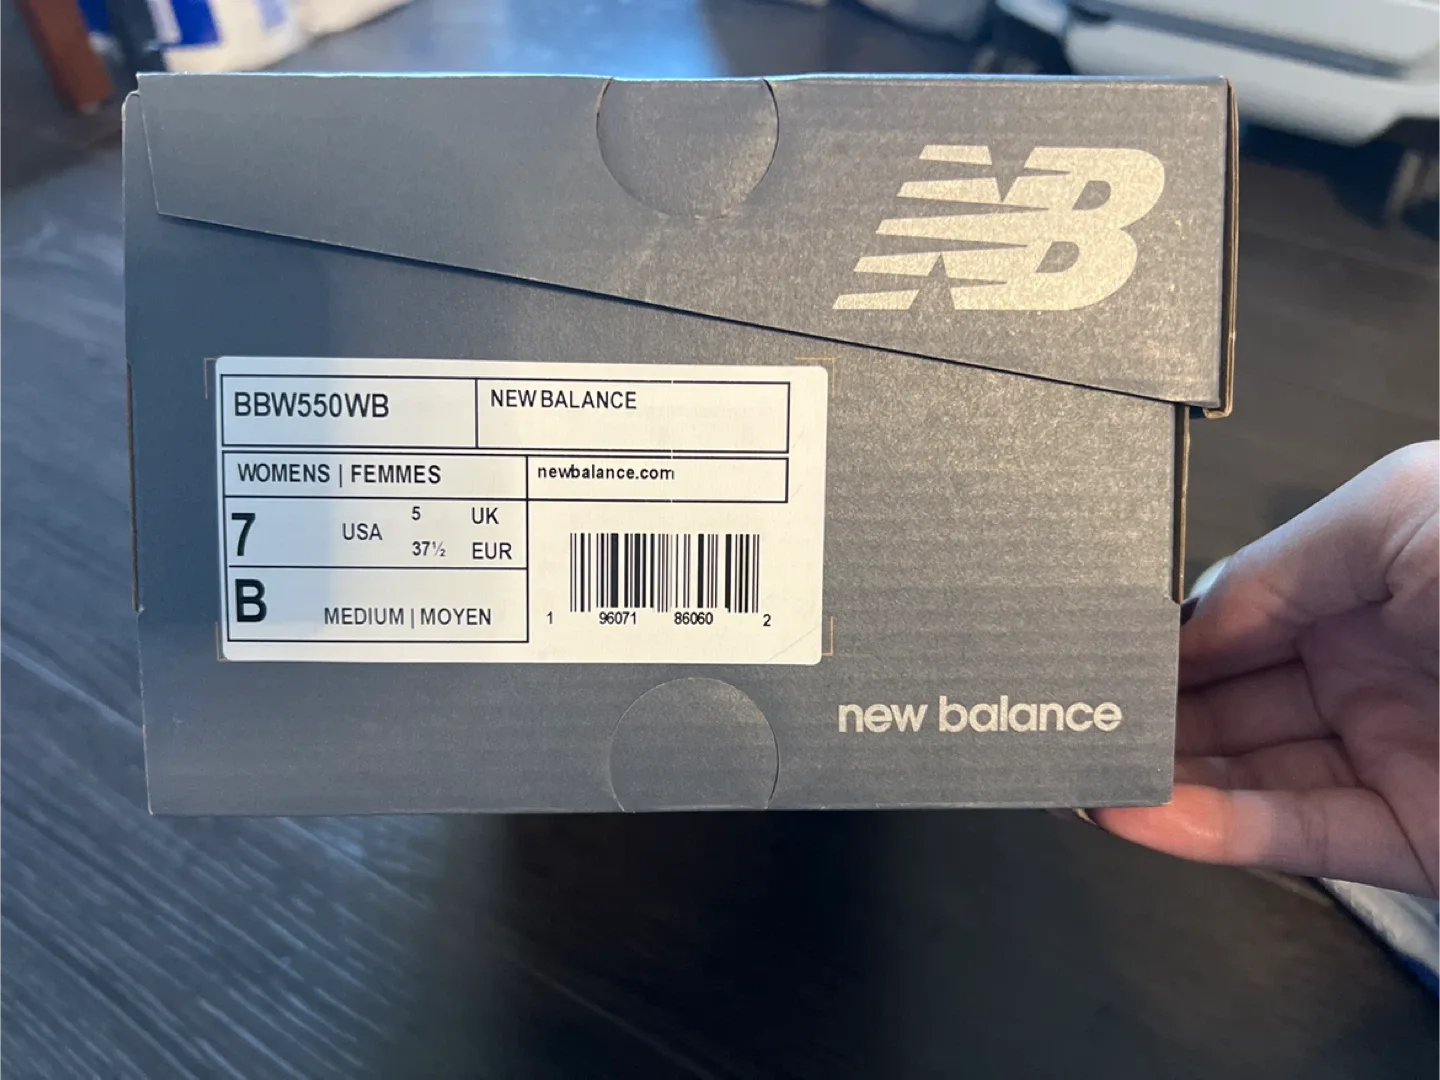 NB
BBW550WB
NEW BALANCE
WOMENS | FEMMES
newbalance.com
7 USA 5 UK
37½ EUR
B MEDIUM | MOYEN
1 96071 86060 2
new balance